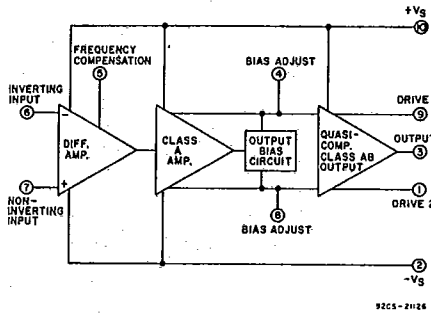 +VS
10
FREQUENCY
COMPENSATION
5
BIAS ADJUST
4
INVERTING
INPUT
6
DRIVE
9
−
DIFF.
AMP.
CLASS
A
AMP.
OUTPUT
BIAS
CIRCUIT
QUASI-
COMP.
CLASS AB
OUTPUT
OUTPUT
3
7
+
NON-
INVERTING
INPUT
1
DRIVE 2
8
BIAS ADJUST
2
−VS
92CS-21126